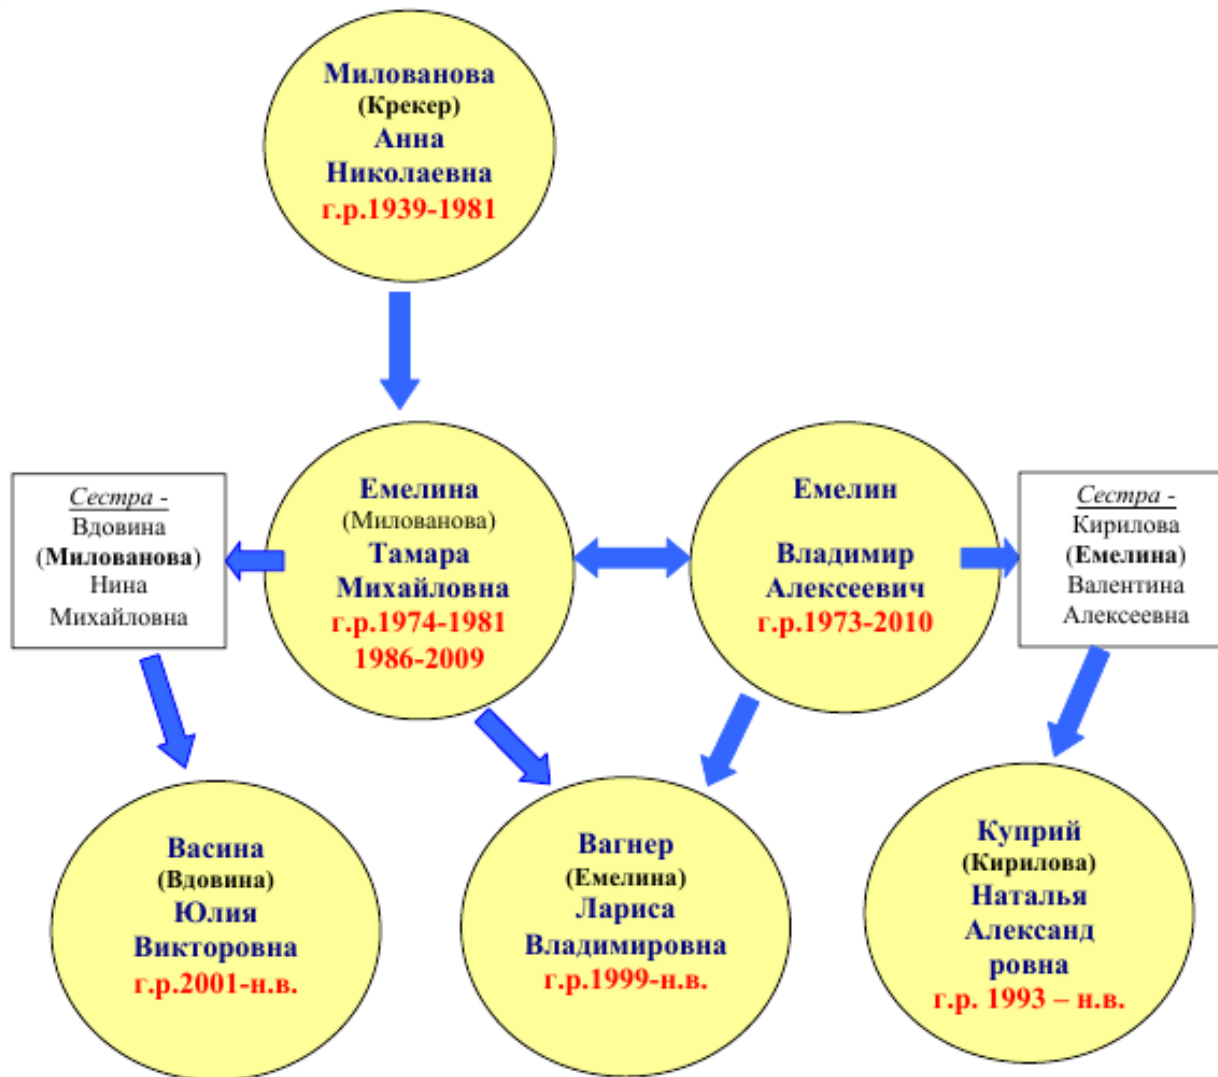 Милованова
(Крекер)
Анна
Николаевна
г.р.1939-1981
Сестра -
Вдовина
(Милованова)
Нина
Михайловна
Емелина
(Милованова)
Тамара
Михайловна
г.р.1974-1981
1986-2009
Емелин
Владимир
Алексеевич
г.р.1973-2010
Сестра -
Кирилова
(Емелина)
Валентина
Алексеевна
Васина
(Вдовина)
Юлия
Викторовна
г.р.2001-н.в.
Вагнер
(Емелина)
Лариса
Владимировна
г.р.1999-н.в.
Куприй
(Кирилова)
Наталья
Александ
ровна
г.р. 1993 – н.в.